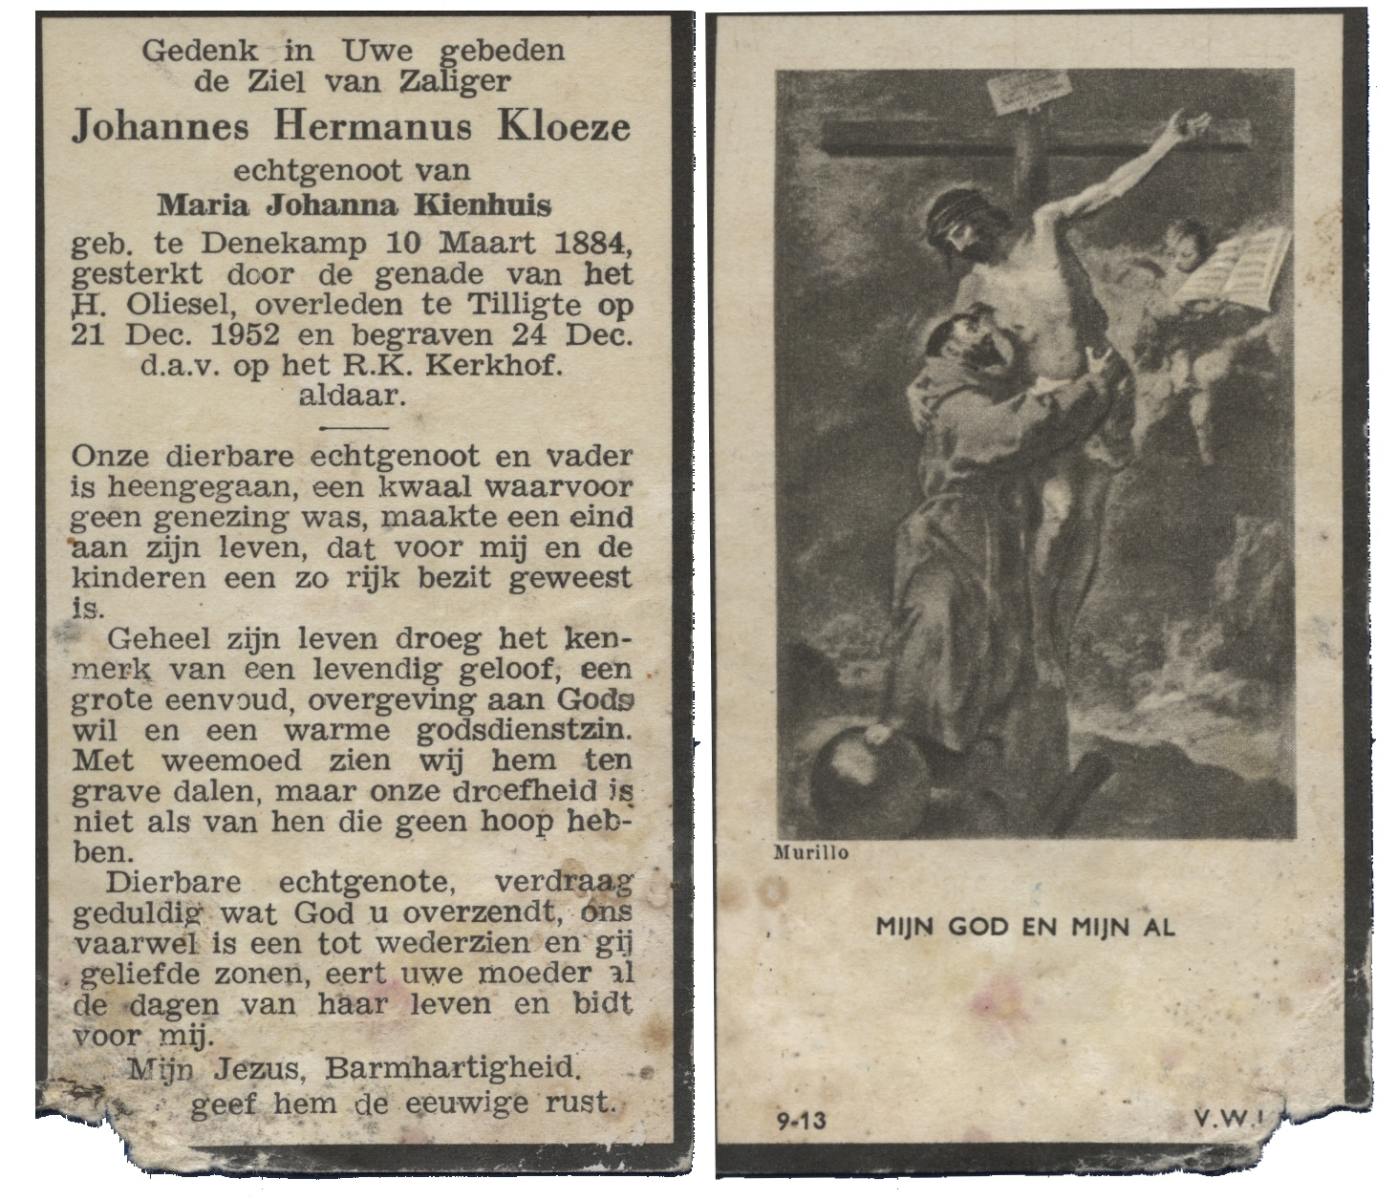 Gedenk in Uwe gebeden
de Ziel van Zaliger
Johannes Hermanus Kloeze
echtgenoot van
Maria Johanna Kienhuis
geb. te Denekamp 10 Maart 1884,
gesterkt door de genade van het
H. Oliesel, overleden te Tilligte op
21 Dec. 1952 en begraven 24 Dec.
d.a.v. op het R.K. Kerkhof.
aldaar.
Onze dierbare echtgenoot en vader
is heengegaan, een kwaal waarvoor
geen genezing was, maakte een eind
aan zijn leven, dat voor mij en de
kinderen een zo rijk bezit geweest
is.
Geheel zijn leven droeg het ken-
merk van een levendig geloof, een
grote eenvoud, overgeving aan Gods
wil en een warme godsdienstzin.
Met weemoed zien wij hem ten
grave dalen, maar onze droefheid is
niet als van hen die geen hoop heb-
ben.
Dierbare echtgenote, verdraag
geduldig wat God u overzendt, ons
vaarwel is een tot wederzien en gij
geliefde zonen, eert uwe moeder al
de dagen van haar leven en bidt
voor mij.
Mijn Jezus, Barmhartigheid.
geef hem de eeuwige rust.
Murillo
MIJN GOD EN MIJN AL
9-13
V.W.